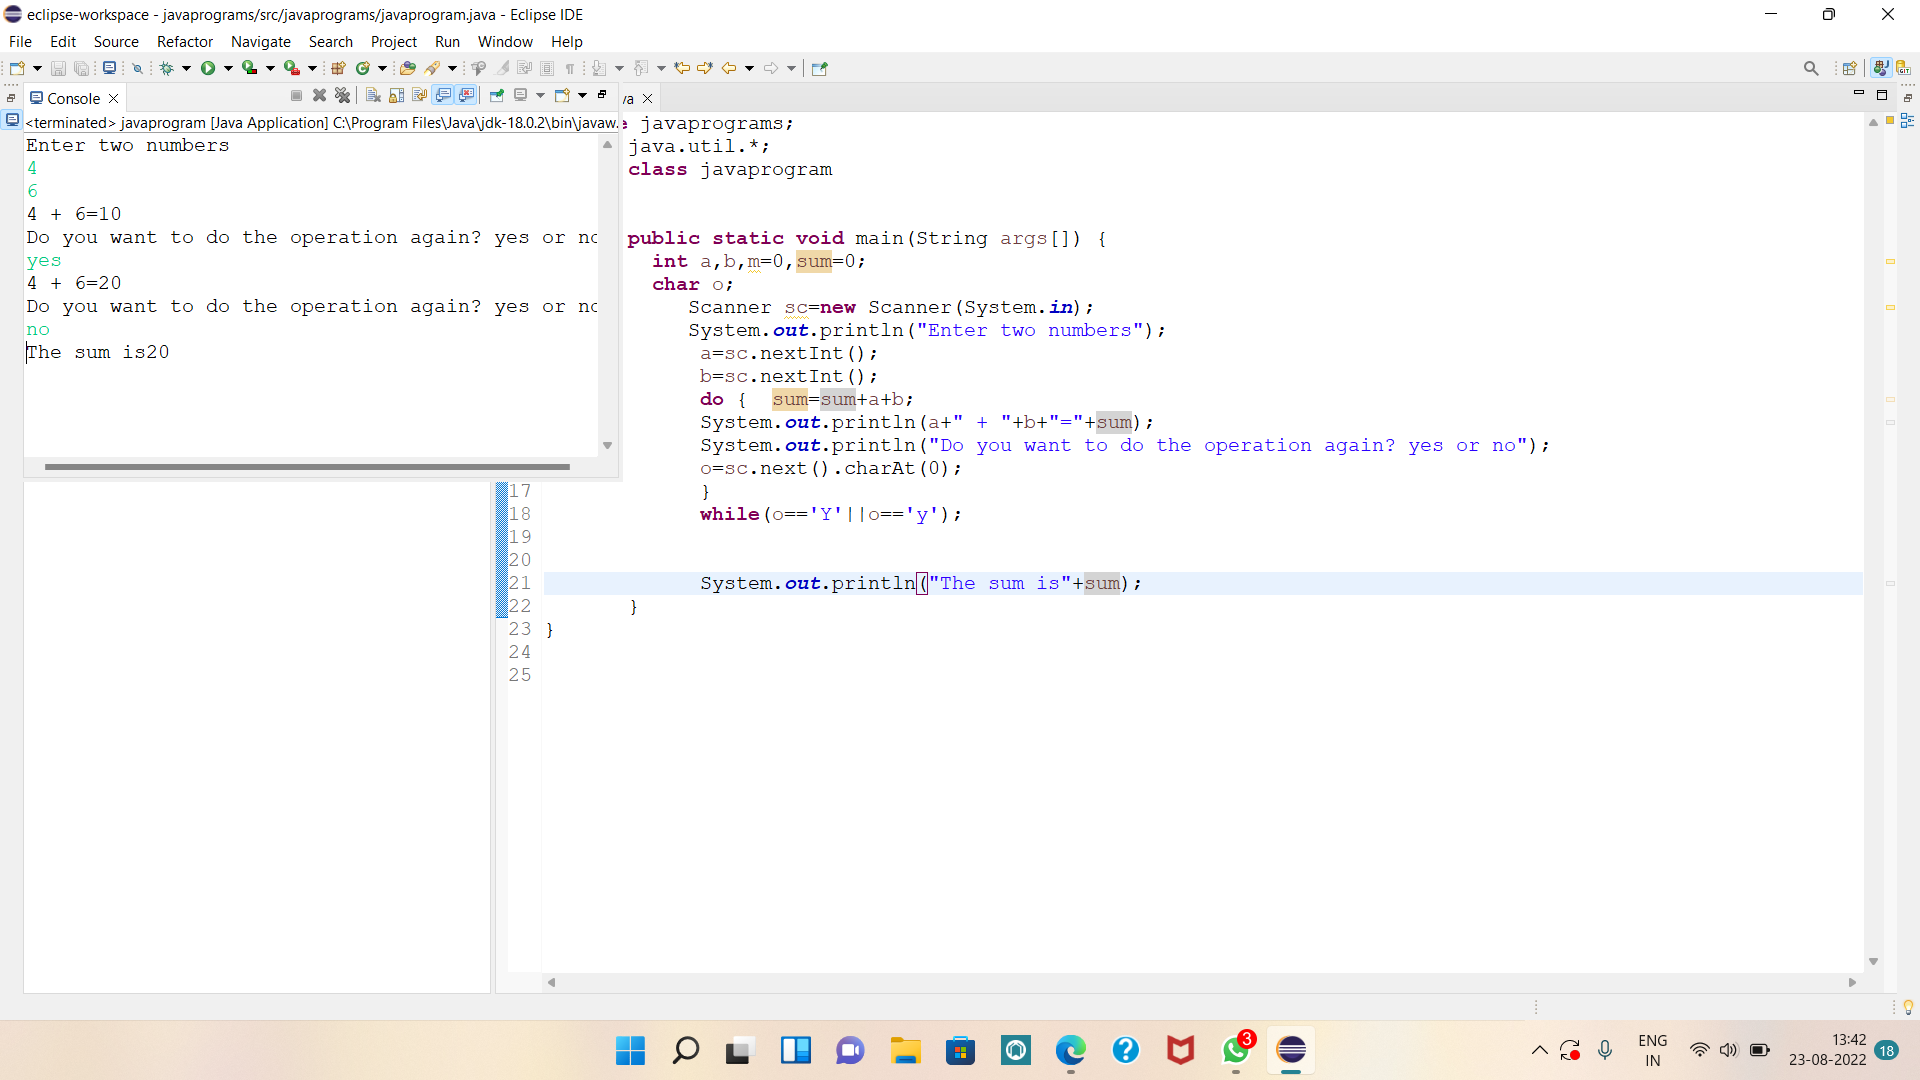 eclipse-workspace - javaprograms/src/javaprograms/javaprogram.java - Eclipse IDE
File Edit Source Refactor Navigate Search Project Run Window Help
Console
va
<terminated> javaprogram [Java Application] C:\Program Files\Java\jdk-18.0.2\bin\javaw.
Enter two numbers
4
6
4 + 6=10
Do you want to do the operation again? yes or no
yes
4 + 6=20
Do you want to do the operation again? yes or no
no
The sum is20
e javaprograms;
java.util.*;
class javaprogram
public static void main(String args[]) {
int a,b,m=0,sum=0;
char o;
Scanner sc=new Scanner(System.in);
System.out.println("Enter two numbers");
a=sc.nextInt();
b=sc.nextInt();
do { sum=sum+a+b;
System.out.println(a+" + "+b+"="+sum);
System.out.println("Do you want to do the operation again? yes or no");
o=sc.next().charAt(0);
17 }
18 while(o=='Y'||o=='y');
19
20
21 System.out.println("The sum is"+sum);
22 }
23 }
24
25
3
ENG
IN
13:42
23-08-2022
18